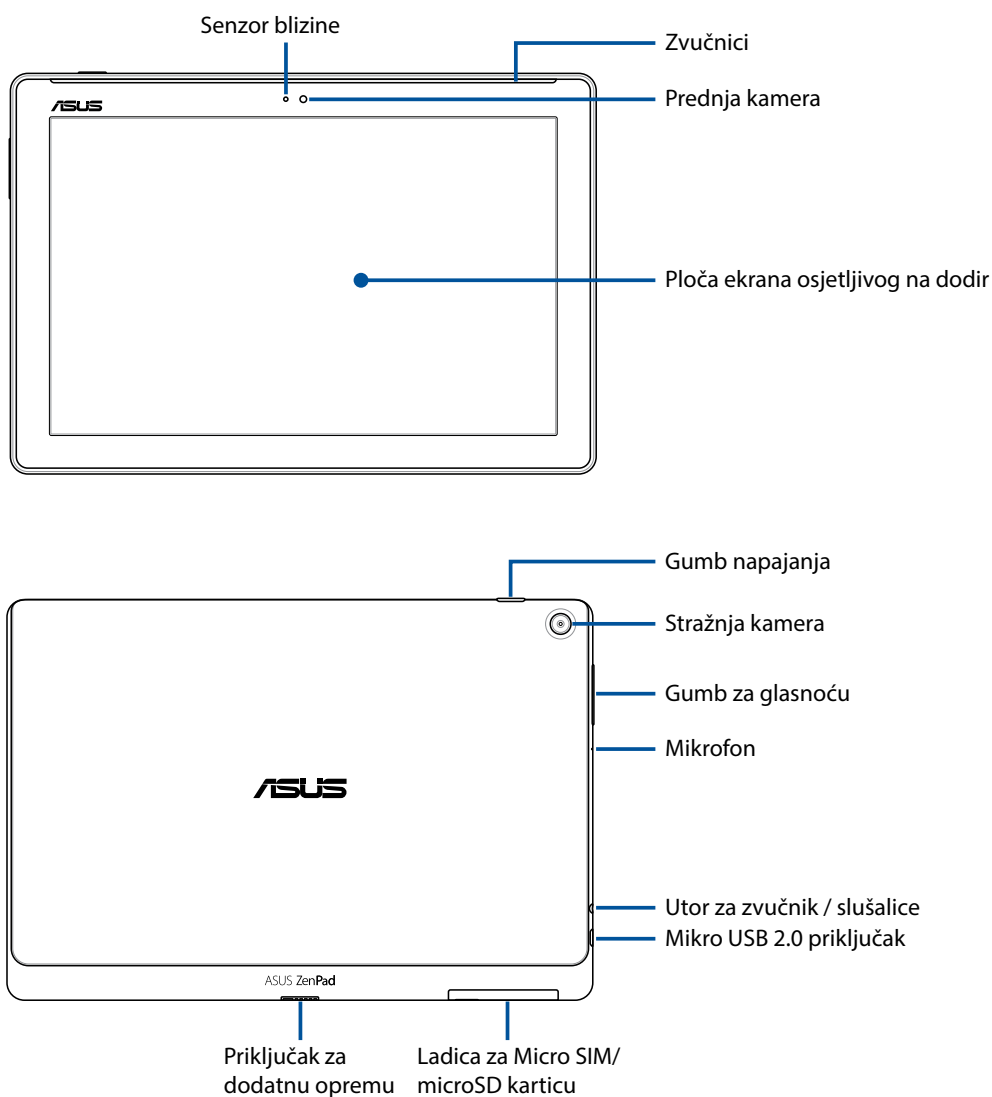 Senzor blizine
Zvučnici
Prednja kamera
ASUS
Ploča ekrana osjetljivog na dodir
Gumb napajanja
Stražnja kamera
Gumb za glasnoću
Mikrofon
ASUS
Utor za zvučnik / slušalice
Mikro USB 2.0 priključak
ASUS ZenPad
Priključak za
dodatnu opremu
Ladica za Micro SIM/
microSD karticu